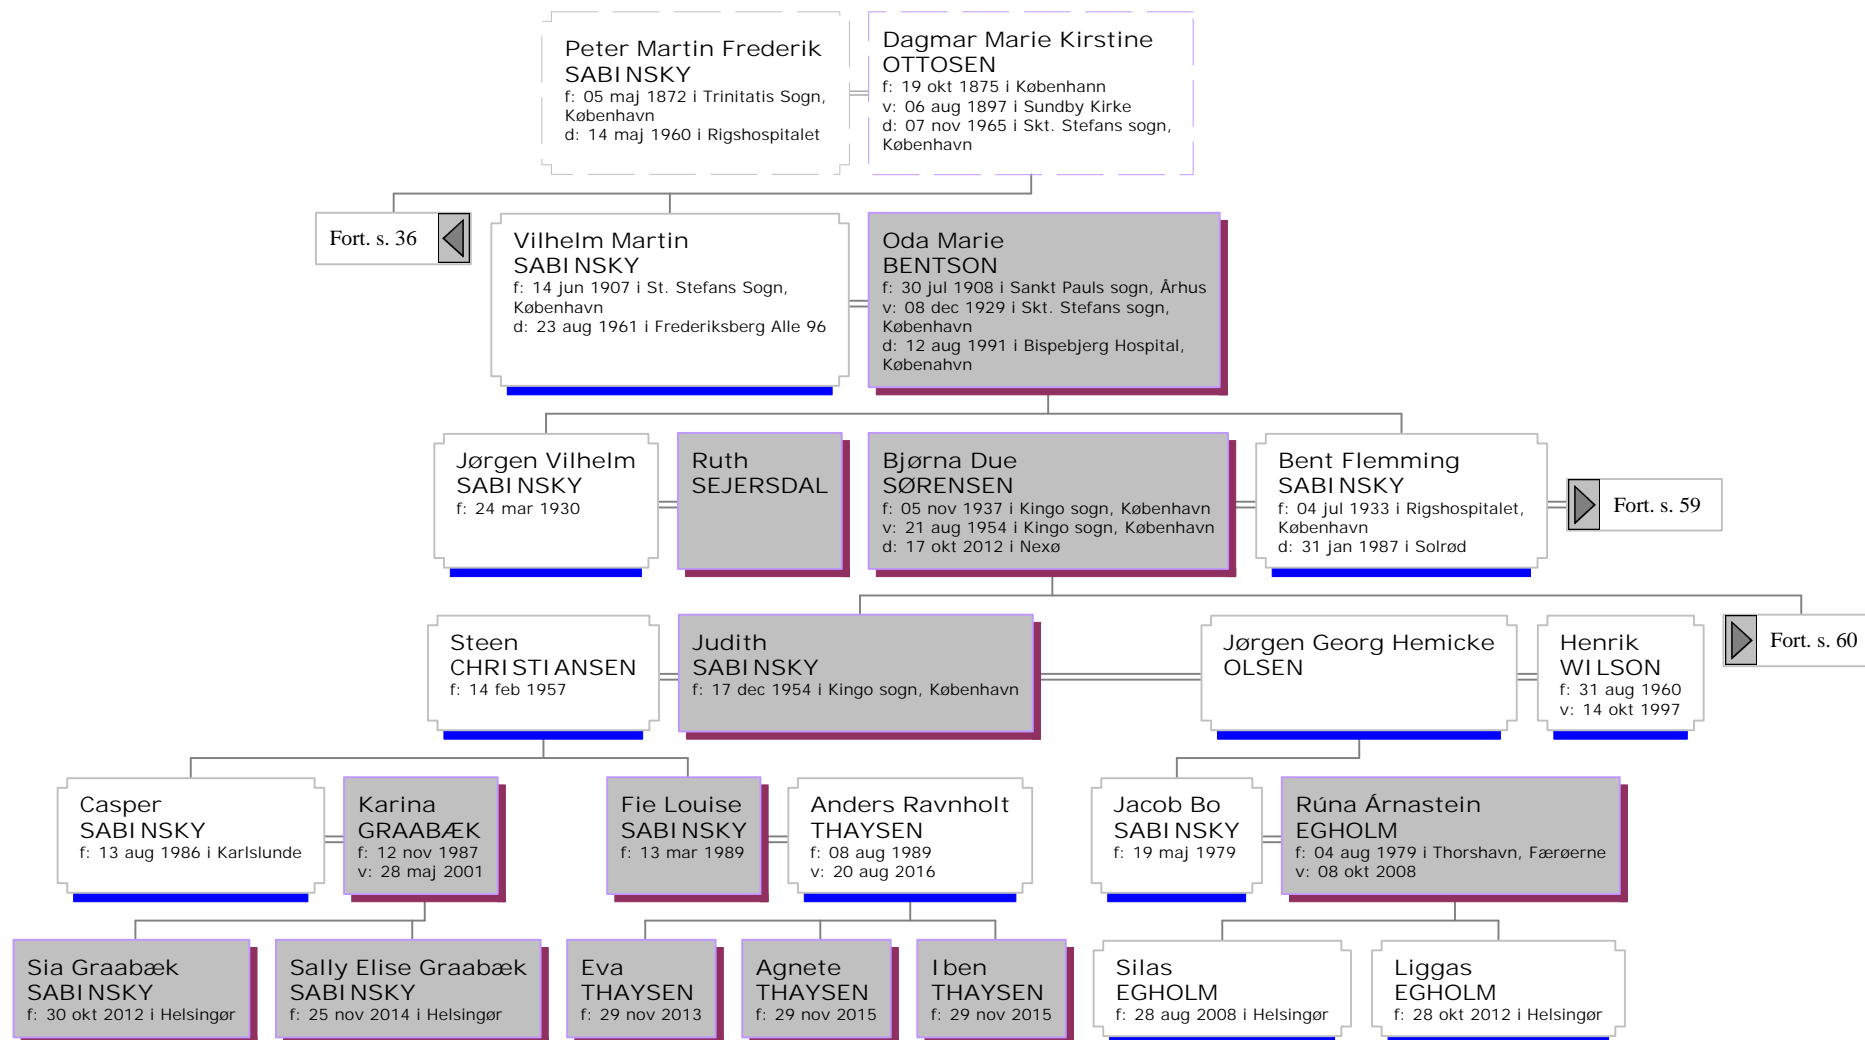 Peter Martin Frederik
SABINSKY
f: 05 maj 1872 i Trinitatis Sogn,
København
d: 14 maj 1960 i Rigshospitalet
Dagmar Marie Kirstine
OTTOSEN
f: 19 okt 1875 i Københann
v: 06 aug 1897 i Sundby Kirke
d: 07 nov 1965 i Skt. Stefans sogn,
København
Fort. s. 36
Vilhelm Martin
SABINSKY
f: 14 jun 1907 i St. Stefans Sogn,
København
d: 23 aug 1961 i Frederiksberg Alle 96
Oda Marie
BENTSON
f: 30 jul 1908 i Sankt Pauls sogn, Århus
v: 08 dec 1929 i Skt. Stefans sogn,
København
d: 12 aug 1991 i Bispebjerg Hospital,
Købenahvn
Jørgen Vilhelm
SABINSKY
f: 24 mar 1930
Ruth
SEJERSDAL
Bjørna Due
SØRENSEN
f: 05 nov 1937 i Kingo sogn, København
v: 21 aug 1954 i Kingo sogn, København
d: 17 okt 2012 i Nexø
Bent Flemming
SABINSKY
f: 04 jul 1933 i Rigshospitalet,
København
d: 31 jan 1987 i Solrød
Fort. s. 59
Steen
CHRISTIANSEN
f: 14 feb 1957
Judith
SABINSKY
f: 17 dec 1954 i Kingo sogn, København
Jørgen Georg Hemicke
OLSEN
Henrik
WILSON
f: 31 aug 1960
v: 14 okt 1997
Fort. s. 60
Casper
SABINSKY
f: 13 aug 1986 i Karlslunde
Karina
GRAABÆK
f: 12 nov 1987
v: 28 maj 2001
Fie Louise
SABINSKY
f: 13 mar 1989
Anders Ravnholt
THAYSEN
f: 08 aug 1989
v: 20 aug 2016
Jacob Bo
SABINSKY
f: 19 maj 1979
Rúna Árnastein
EGHOLM
f: 04 aug 1979 i Thorshavn, Færøerne
v: 08 okt 2008
Sia Graabæk
SABINSKY
f: 30 okt 2012 i Helsingør
Sally Elise Graabæk
SABINSKY
f: 25 nov 2014 i Helsingør
Eva
THAYSEN
f: 29 nov 2013
Agnete
THAYSEN
f: 29 nov 2015
Iben
THAYSEN
f: 29 nov 2015
Silas
EGHOLM
f: 28 aug 2008 i Helsingør
Liggas
EGHOLM
f: 28 okt 2012 i Helsingør